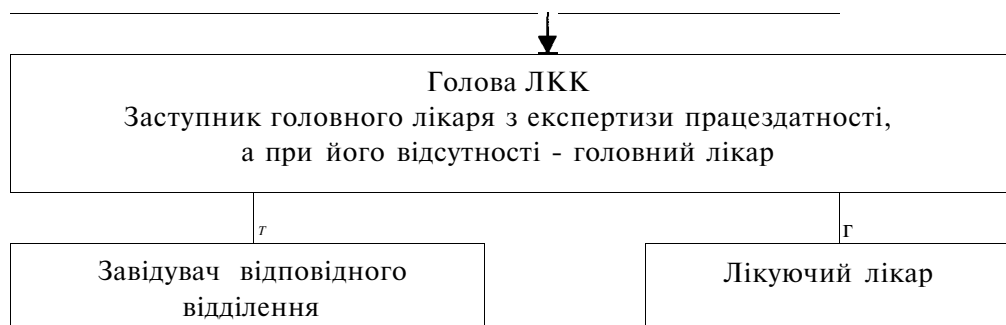 Голова ЛКК
Заступник головного лікаря з експертизи працездатності,
а при його відсутності - головний лікар
т
г
Завідувач відповідного
відділення
Лікуючий лікар